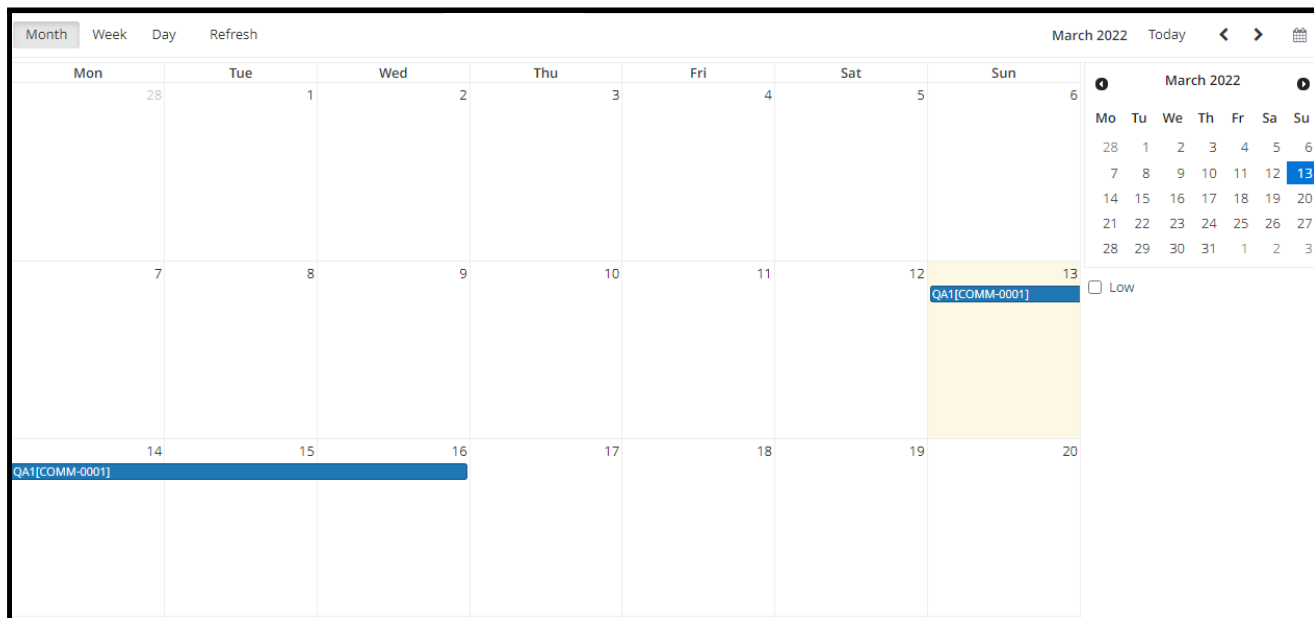 Month Week Day Refresh March 2022 Today
Mon Tue Wed Thu Fri Sat Sun
28 1 2 3 4 5 6
7 8 9 10 11 12 13
QA1[COMM-0001]
14 15 16 17 18 19 20
QA1[COMM-0001]
March 2022
Mo Tu We Th Fr Sa Su
28 1 2 3 4 5 6
7 8 9 10 11 12 13
14 15 16 17 18 19 20
21 22 23 24 25 26 27
28 29 30 31 1 2 3
Low